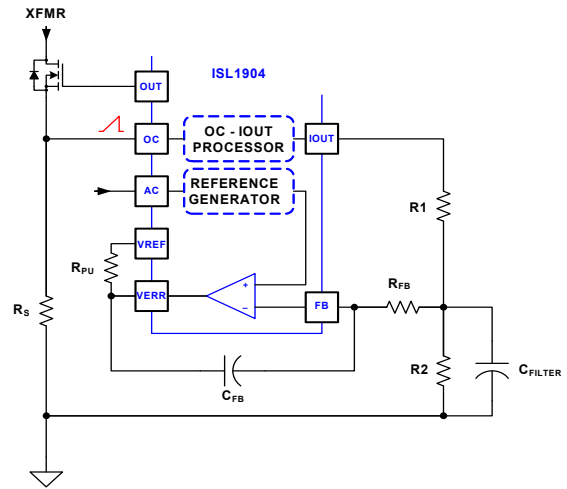 XFMR
ISL1904
OUT
OC
OC - IOUT
PROCESSOR
IOUT
AC
REFERENCE
GENERATOR
R1
VREF
RPU
VERR
+
−
FB
RFB
RS
R2
CFILTER
CFB